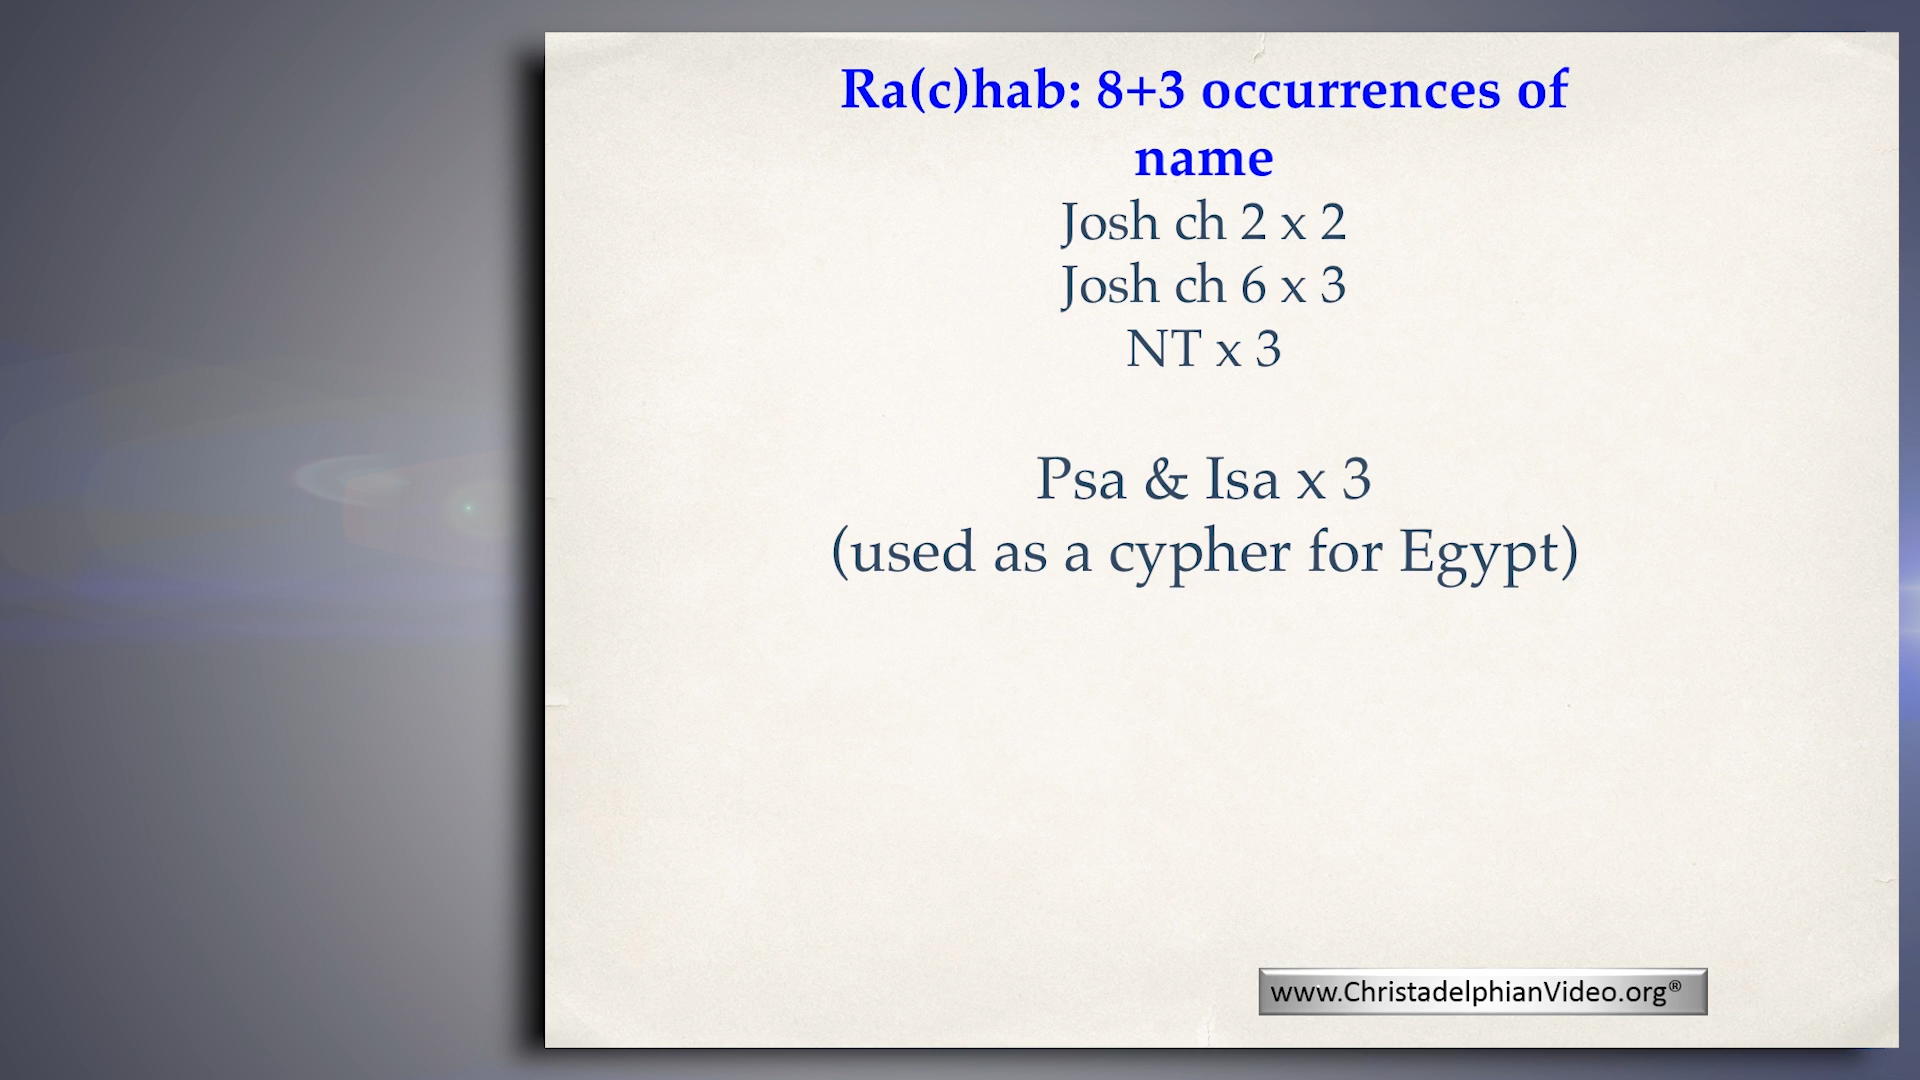 Ra(c)hab: 8+3 occurrences of
name
Josh ch 2 x 2
Josh ch 6 x 3
NT x 3
Psa & Isa x 3
(used as a cypher for Egypt)
www.ChristadelphianVideo.org®